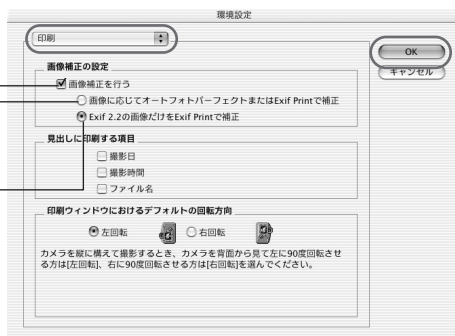 環境設定
印刷
OK
キャンセル
画像補正の設定
画像補正を行う
画像に応じてオートフォトパーフェクトまたはExif Printで補正
Exif 2.2の画像だけをExif Printで補正
見出しに印刷する項目
撮影日
撮影時間
ファイル名
印刷ウィンドウにおけるデフォルトの回転方向
左回転
右回転
カメラを縦に構えて撮影するとき、カメラを背面から見て左に90度回転させ
る方は[左回転]、右に90度回転させる方は[右回転]を選んでください。